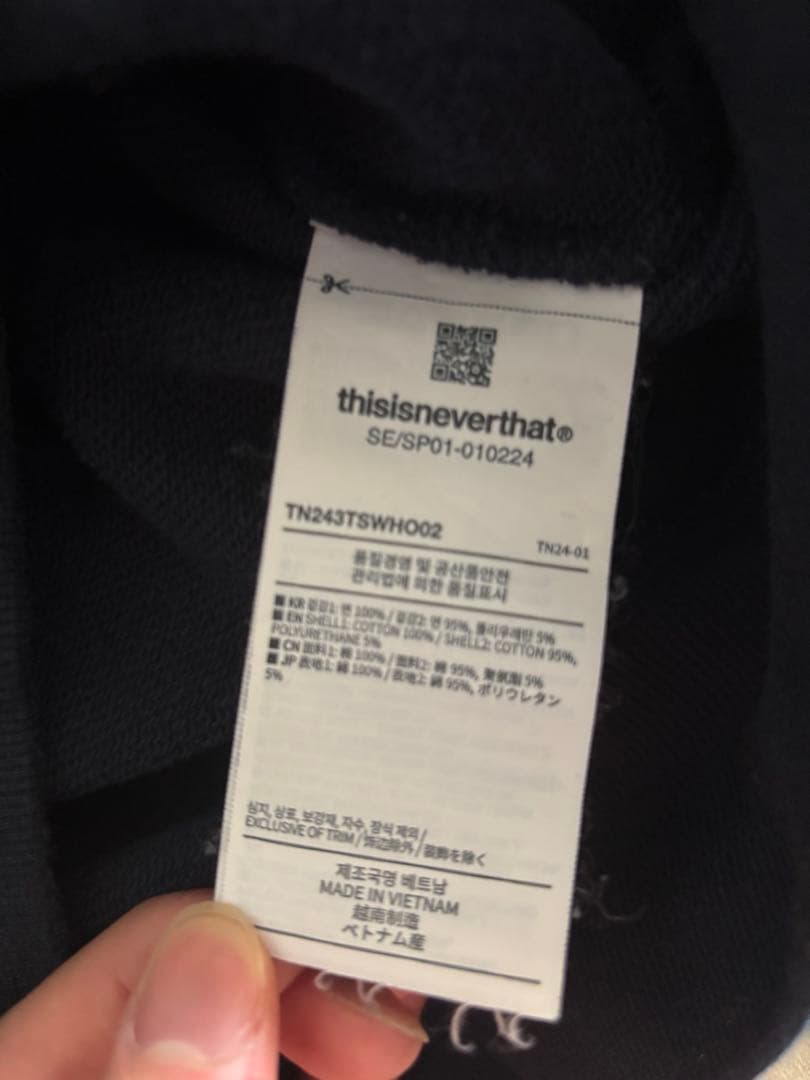 thisisneverthat®
SE/SP01-010224
TN243TSWHO02
TN24-01
품질경영 및 공산품안전
관리법에 의한 품질표시
■ KR 겉감1: 면 100% / 겉감2: 면 95%, 폴리우레탄 5%
■ EN SHELL1: COTTON 100% / SHELL2: COTTON 95%,
POLYURETHANE 5%
■ CN 面料1: 棉 100% / 面料2: 棉 95%, 聚氨酯 5%
■ JP 表地1: 綿 100% / 表地2: 綿 95%, ポリウレタン
5%
심지, 상표, 보강재, 자수, 장식 제외 /
EXCLUSIVE OF TRIM / 饰边除外 / 装飾を除く
제조국명 베트남
MADE IN VIETNAM
越南制造
ベトナム産